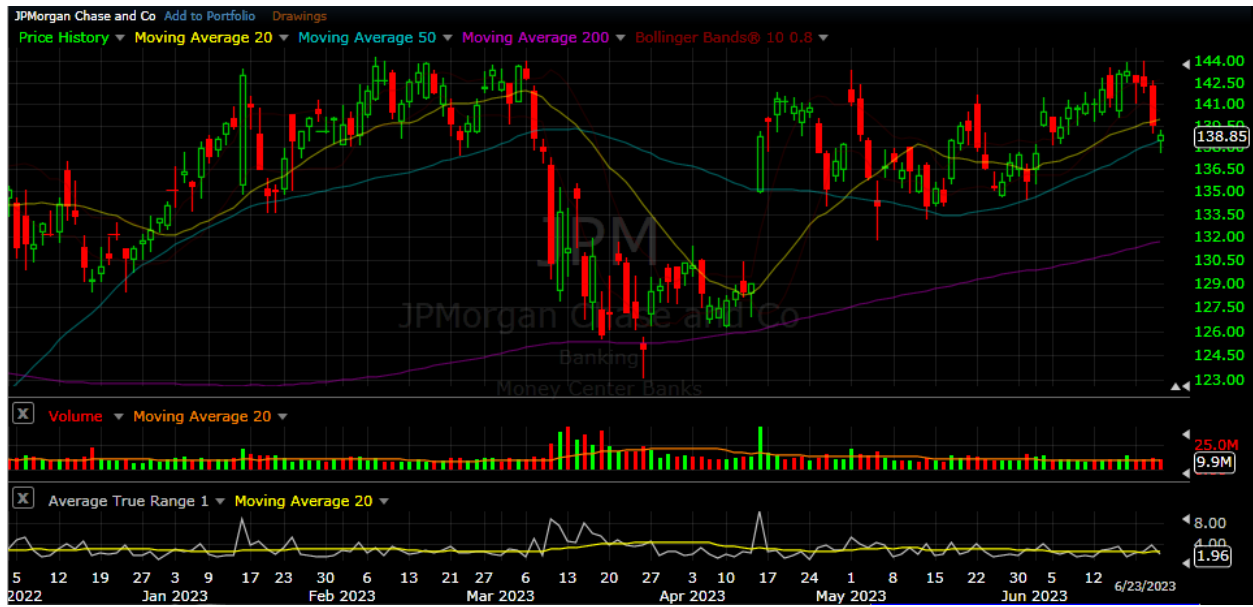 JPMorgan Chase and Co Add to Portfolio Drawings
Price History Moving Average 20 Moving Average 50 Moving Average 200 Bollinger Bands® 10 0.8
144.00
142.50
141.00
139.50
138.85
136.50
135.00
133.50
JPM
132.00
130.50
129.00
127.50
JPMorgan Chase and Co
126.00
Banking
124.50
Money Center Banks
123.00
X Volume Moving Average 20
25.0M
9.9M
X Average True Range 1 Moving Average 20
8.00
4.00
1.96
5 12 19 27 3 9 17 23 30 6 13 21 27 6 13 20 27 3 10 17 24 1 8 15 22 30 5 12 6/23/2023
2022 Jan 2023 Feb 2023 Mar 2023 Apr 2023 May 2023 Jun 2023